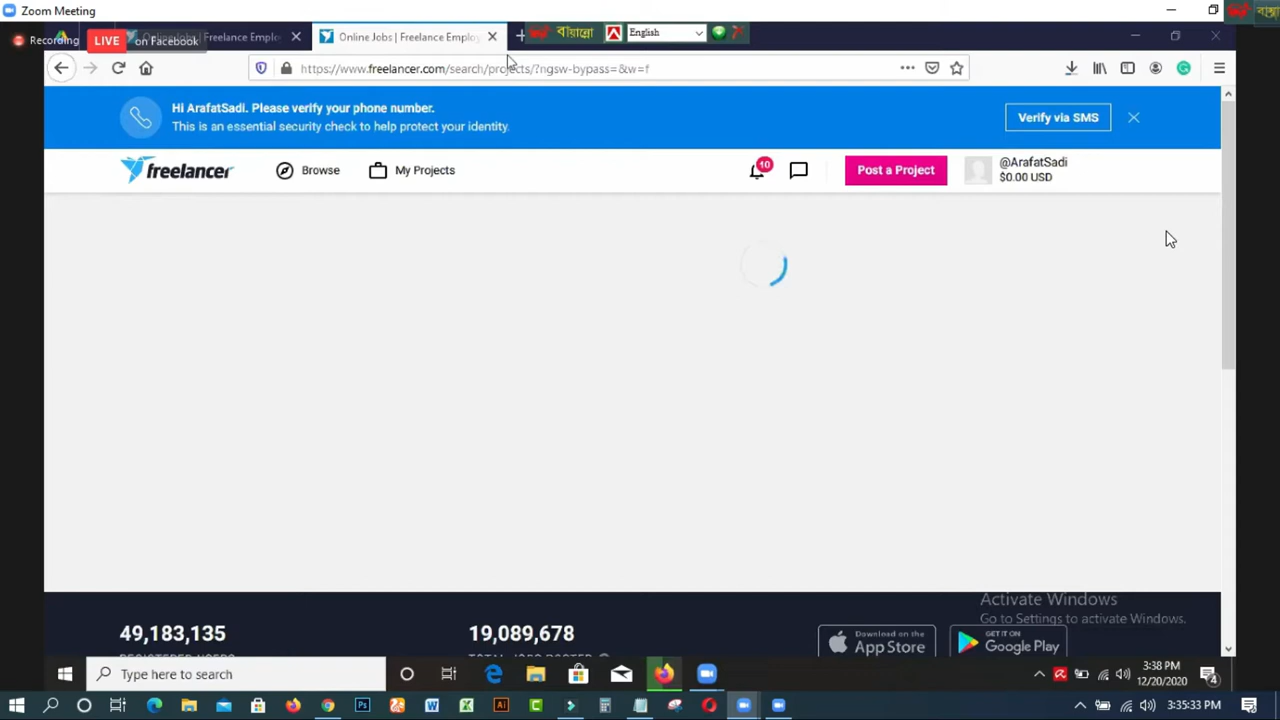 Zoom Meeting
Recording
LIVE on Facebook
Online Jobs | Freelance Emplo
Online Jobs | Freelance Employ
বায়ান্নো
English
https://www.freelancer.com/search/projects/?ngsw-bypass=&w=f
Hi ArafatSadi. Please verify your phone number.
This is an essential security check to help protect your identity.
Verify via SMS
freelancer
Browse
My Projects
10
Post a Project
@ArafatSadi
$0.00 USD
49,183,135
19,089,678
Download on the
App Store
GET IT ON
Google Play
Activate Windows
Go to Settings to activate Windows.
Type here to search
3:38 PM
12/20/2020
4
3:35:33 PM